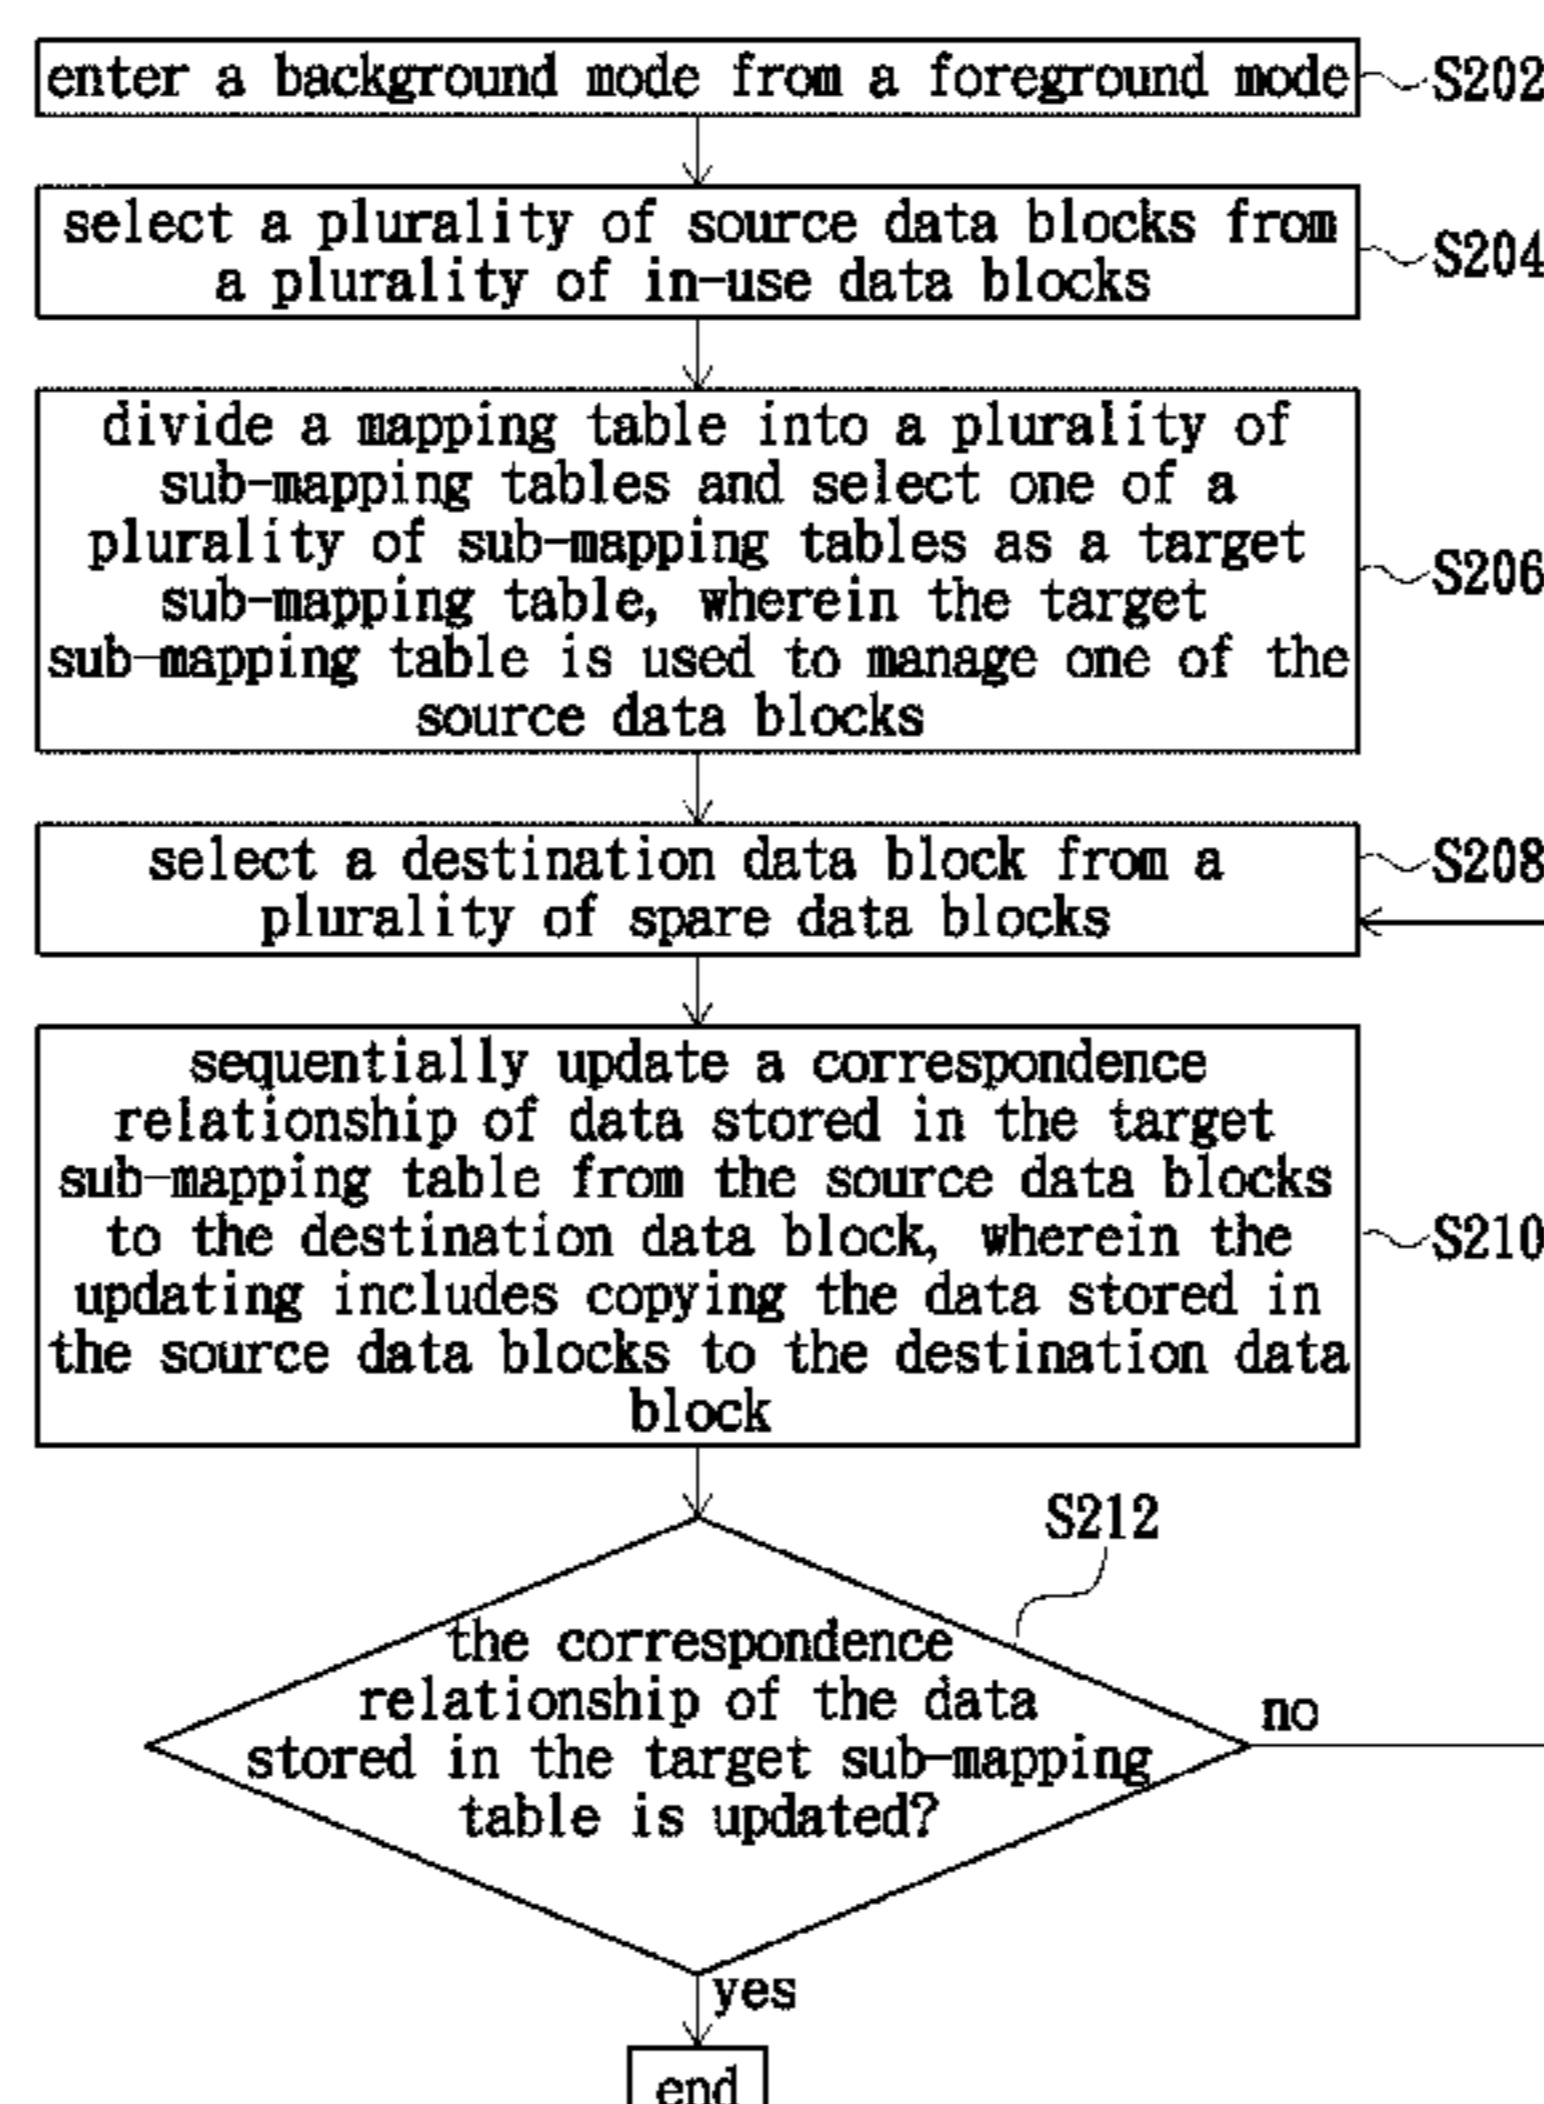 enter a background mode from a foreground mode
S202
select a plurality of source data blocks from
a plurality of in-use data blocks
S204
divide a mapping table into a plurality of
sub-mapping tables and select one of a
plurality of sub-mapping tables as a target
sub-mapping table, wherein the target
sub-mapping table is used to manage one of the
source data blocks
S206
select a destination data block from a
plurality of spare data blocks
S208
sequentially update a correspondence
relationship of data stored in the target
sub-mapping table from the source data blocks
to the destination data block, wherein the
updating includes copying the data stored in
the source data blocks to the destination data
block
S210
S212
the correspondence
relationship of the data
stored in the target sub-mapping
table is updated?
no
yes
end